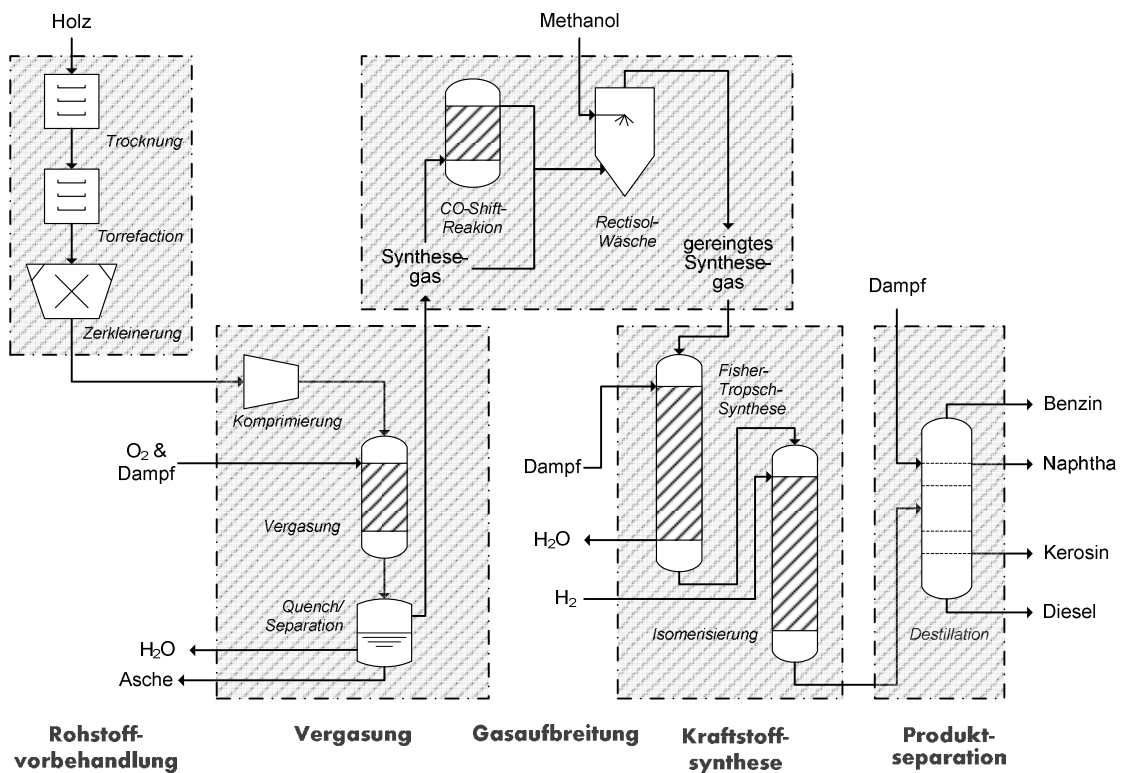 Holz
Trocknung
Torrefaction
Zerkleinerung
Methanol
CO-Shift-
Reakion
Rectisol-
Wäsche
Synthese-
gas
gereingtes
Synthese-
gas
Komprimierung
O2 &
Dampf
Vergasung
Quench/
Separation
H2O
Asche
Fisher-
Tropsch-
Synthese
Dampf
H2O
H2
Isomerisierung
Dampf
Benzin
Naphtha
Kerosin
Diesel
Destillation
Rohstoff-
vorbehandlung
Vergasung
Gasaufbreitung
Kraftstoff-
synthese
Produkt-
separation